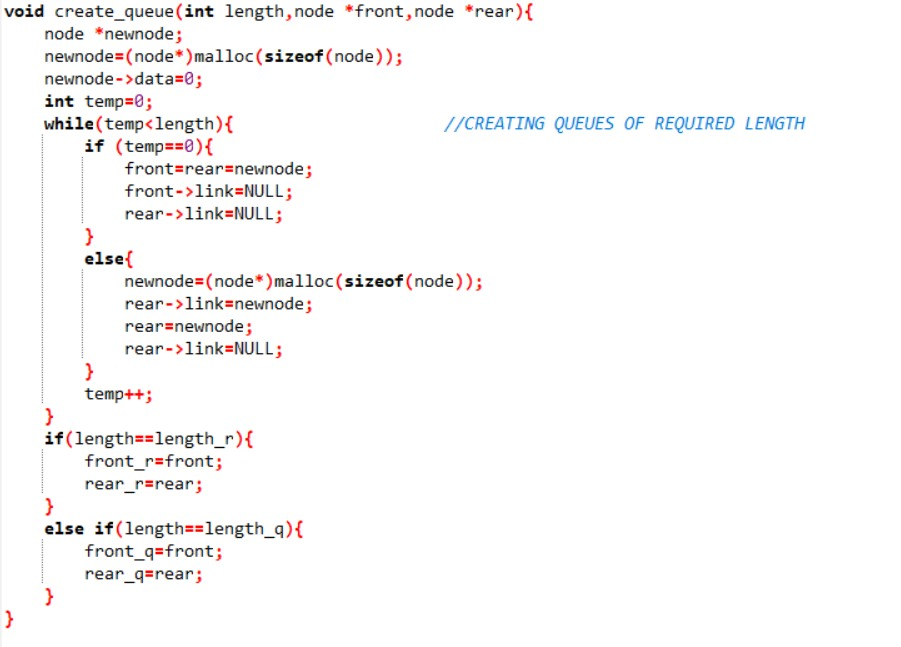 void create_queue(int length,node *front,node *rear){
    node *newnode;
    newnode=(node*)malloc(sizeof(node));
    newnode->data=0;
    int temp=0;
    while(temp<length){                     //CREATING QUEUES OF REQUIRED LENGTH
        if (temp==0){
            front=rear=newnode;
            front->link=NULL;
            rear->link=NULL;
        }
        else{
            newnode=(node*)malloc(sizeof(node));
            rear->link=newnode;
            rear=newnode;
            rear->link=NULL;
        }
        temp++;
    }
    if(length==length_r){
        front_r=front;
        rear_r=rear;
    }
    else if(length==length_q){
        front_q=front;
        rear_q=rear;
    }
}